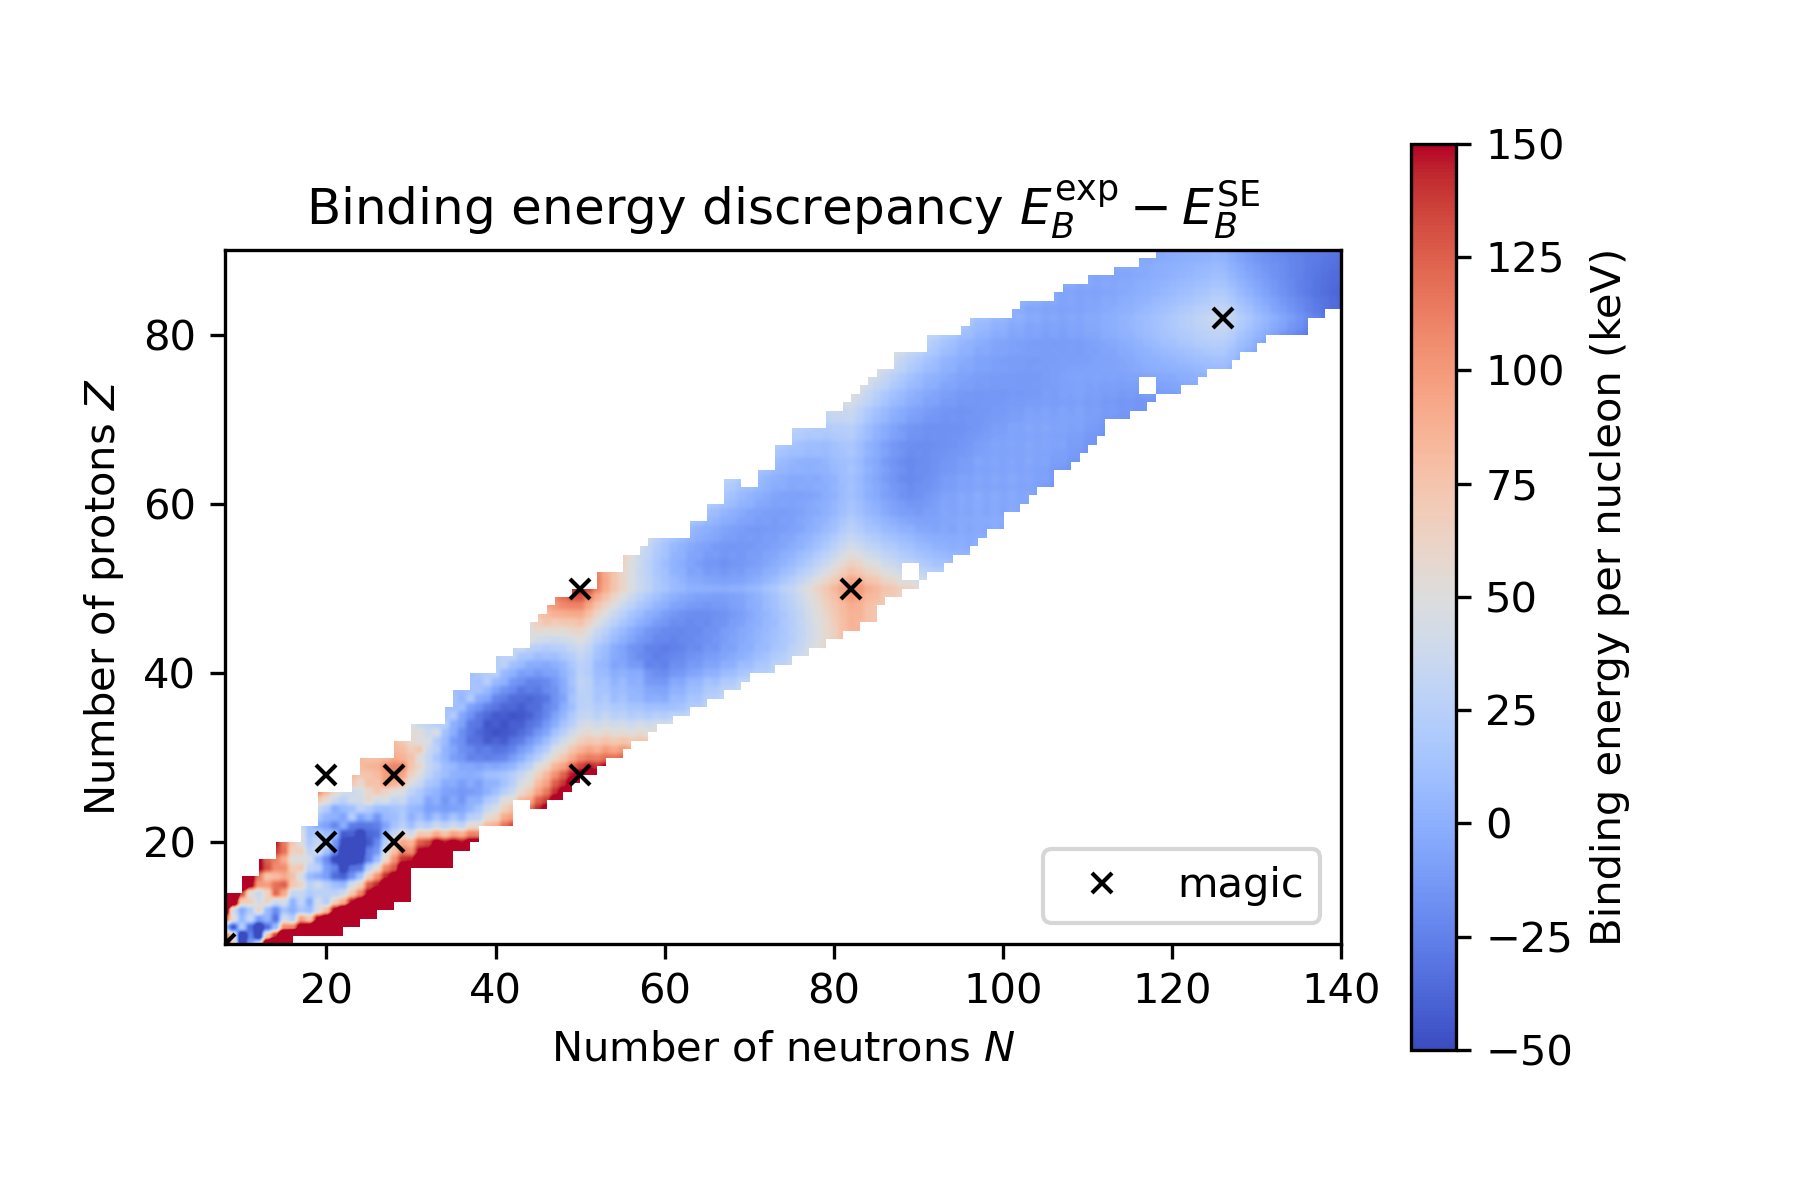 Binding energy discrepancy $E_B^{\mathrm{exp}} - E_B^{\mathrm{SE}}$
Number of protons Z
80
60
40
20
20 40 60 80 100 120 140
Number of neutrons N
magic
150
125
100
75
50
25
0
−25
−50
Binding energy per nucleon (keV)